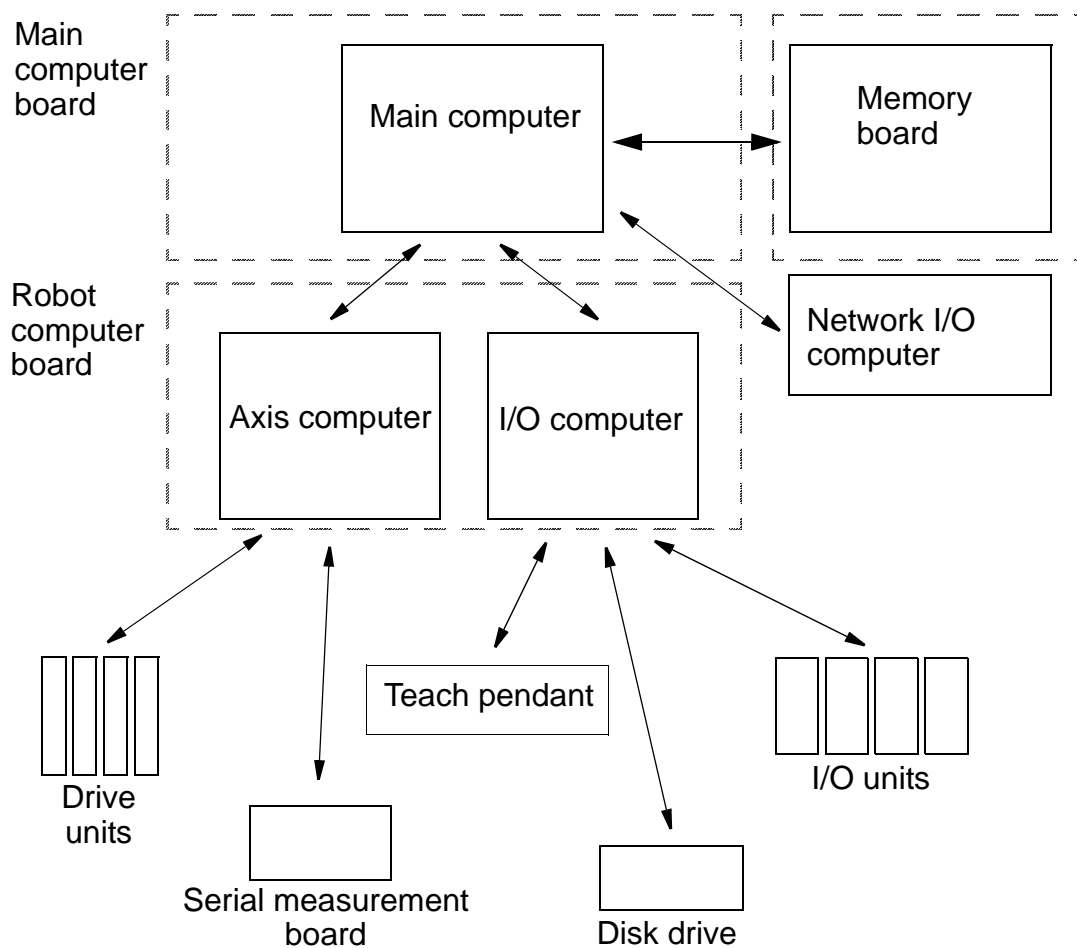 Main
computer
board
Main computer
Memory
board
Robot
computer
board
Network I/O
computer
Axis computer
I/O computer
Teach pendant
Drive
units
I/O units
Serial measurement
board
Disk drive